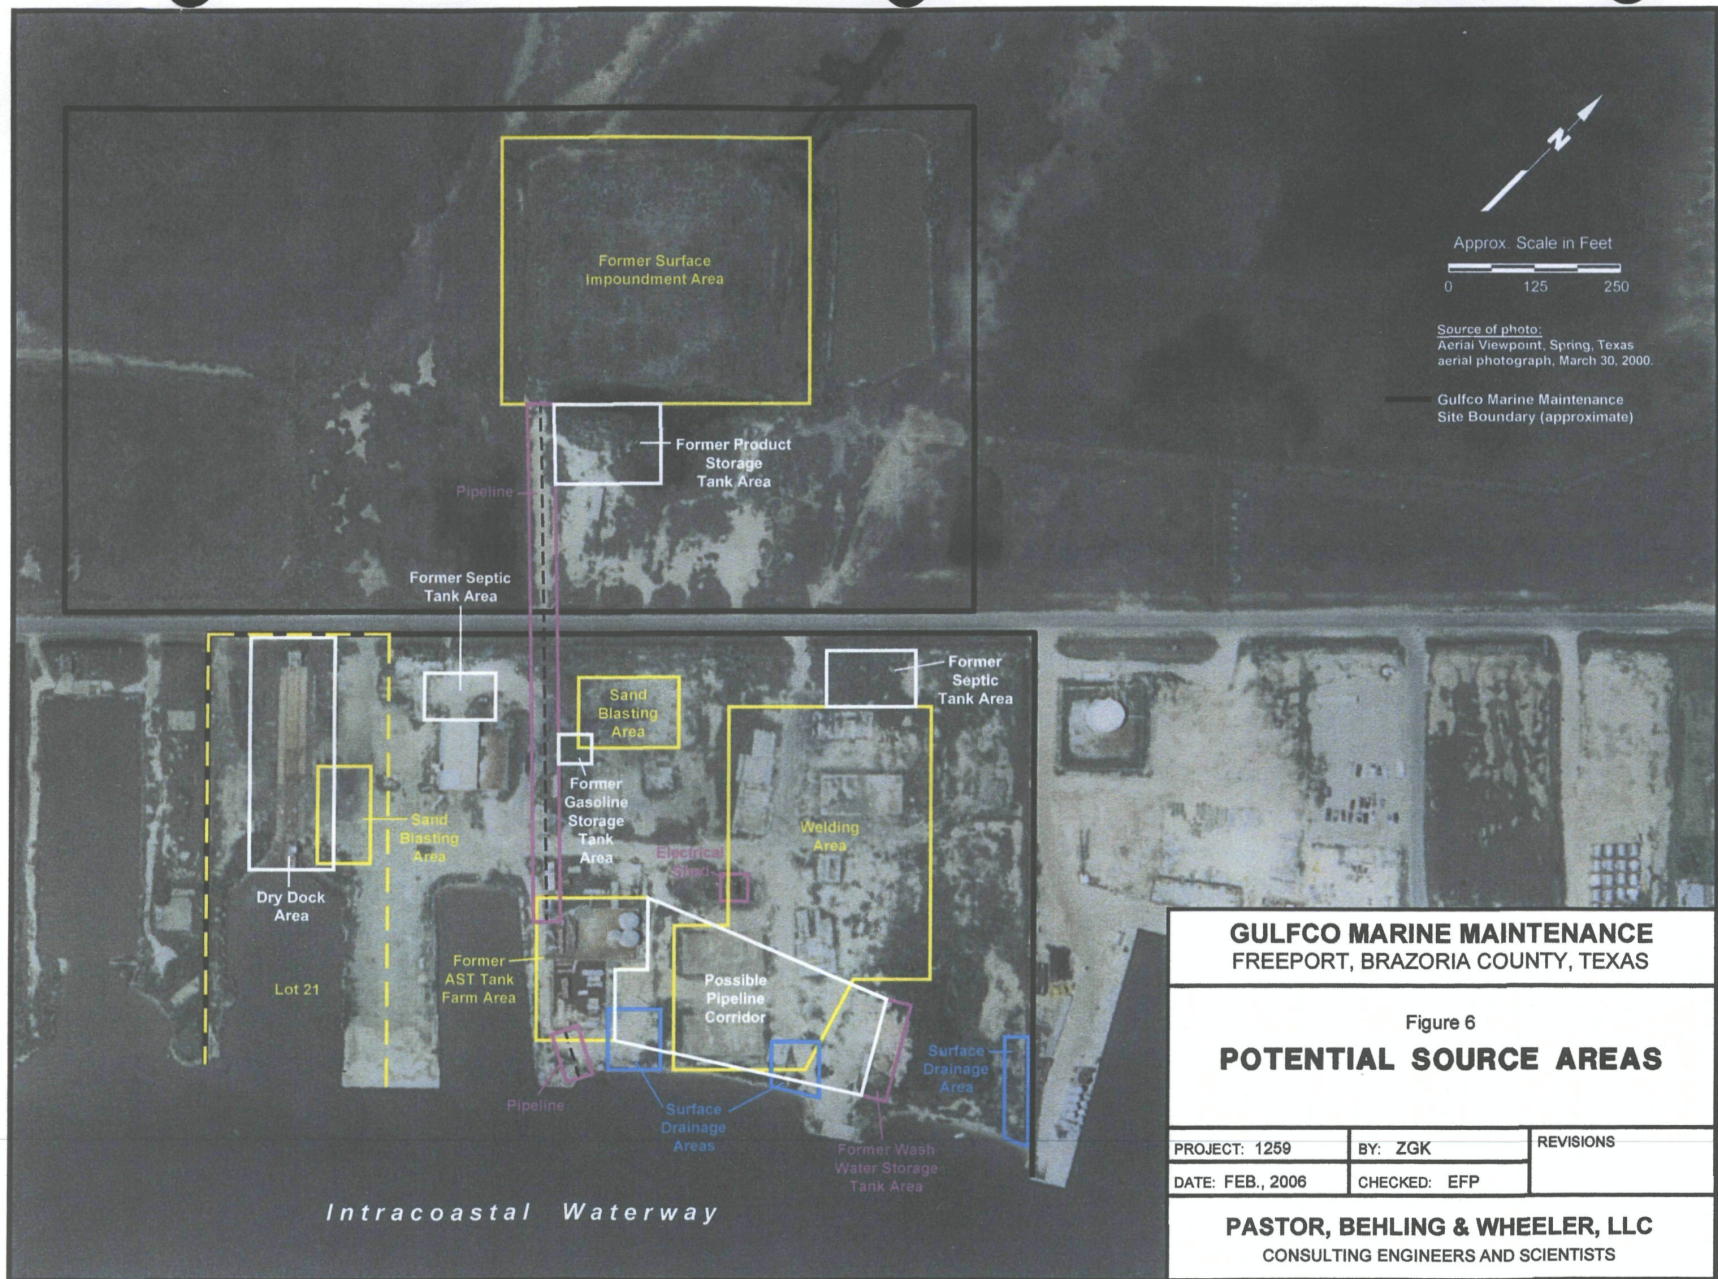 N
Approx. Scale in Feet
0 125 250
Source of photo:
Aerial Viewpoint, Spring, Texas
aerial photograph, March 30, 2000.
Gulfco Marine Maintenance
Site Boundary (approximate)
Former Surface
Impoundment Area
Former Product
Storage
Tank Area
Pipeline
Former Septic
Tank Area
Former
Septic
Tank Area
Sand
Blasting
Area
Former
Gasoline
Storage
Tank
Area
Sand
Blasting
Area
Welding
Area
Electrical
Shed
Dry Dock
Area
Lot 21
Former
AST Tank
Farm Area
Possible
Pipeline
Corridor
Surface
Drainage
Area
Pipeline
Surface
Drainage
Areas
Former Wash
Water Storage
Tank Area
Intracoastal Waterway
GULFCO MARINE MAINTENANCE
FREEPORT, BRAZORIA COUNTY, TEXAS
Figure 6
POTENTIAL SOURCE AREAS
PROJECT: 1259
BY: ZGK
REVISIONS
DATE: FEB., 2006
CHECKED: EFP
PASTOR, BEHLING & WHEELER, LLC
CONSULTING ENGINEERS AND SCIENTISTS